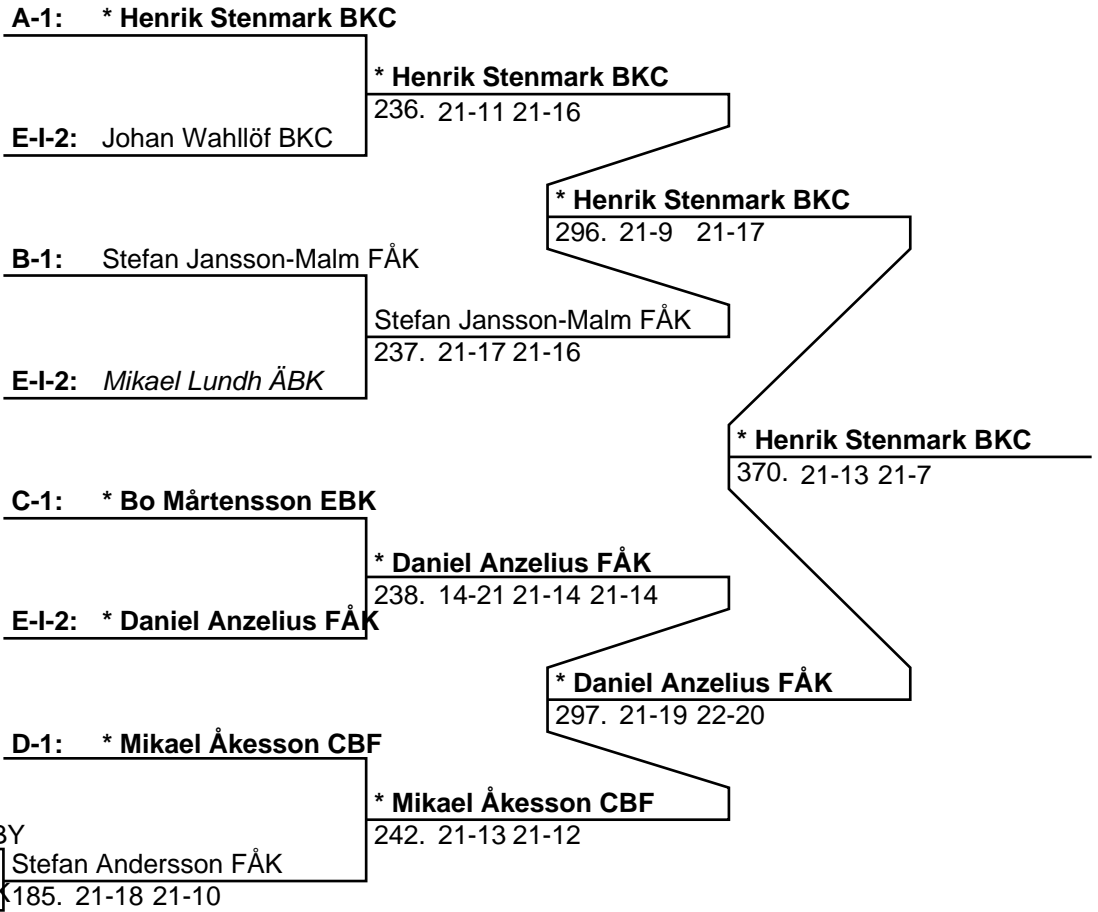 A-1: * Henrik Stenmark BKC
* Henrik Stenmark BKC
236. 21-11 21-16
E-I-2: Johan Wahllöf BKC
* Henrik Stenmark BKC
296. 21-9 21-17
B-1: Stefan Jansson-Malm FÅK
Stefan Jansson-Malm FÅK
237. 21-17 21-16
E-I-2: Mikael Lundh ÄBK
* Henrik Stenmark BKC
370. 21-13 21-7
C-1: * Bo Mårtensson EBK
* Daniel Anzelius FÅK
238. 14-21 21-14 21-14
E-I-2: * Daniel Anzelius FÅK
* Daniel Anzelius FÅK
297. 21-19 22-20
D-1: * Mikael Åkesson CBF
* Mikael Åkesson CBF
242. 21-13 21-12
Stefan Andersson FÅK
185. 21-18 21-10